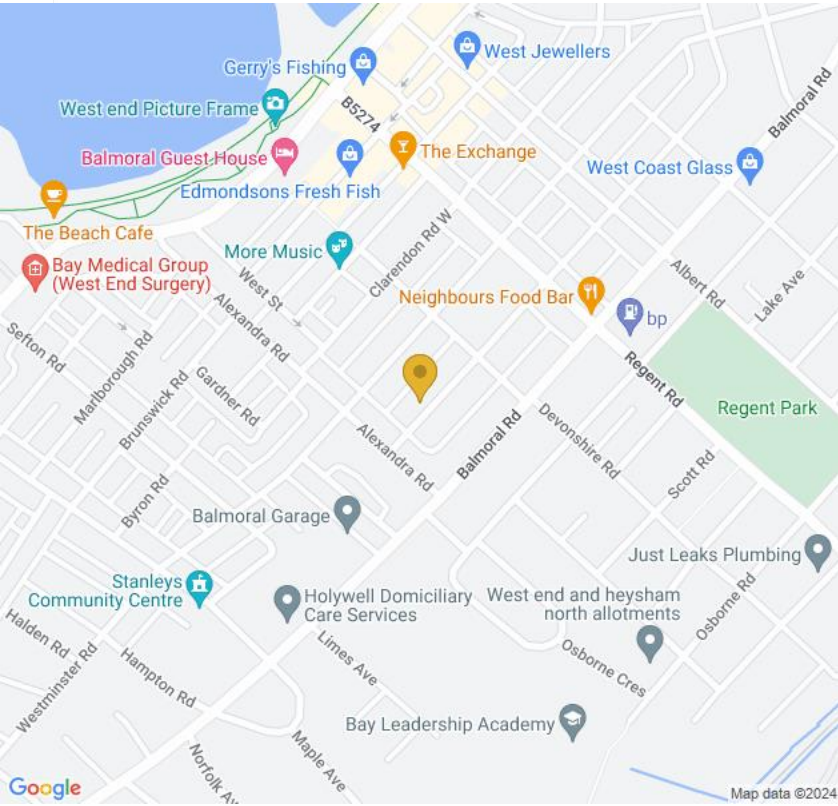 Gerry's Fishing
West Jewellers
B5274
Balmoral Rd
West end Picture Frame
Balmoral Guest House
The Exchange
Edmondsons Fresh Fish
West Coast Glass
The Beach Cafe
More Music
Clarendon Rd W
Bay Medical Group
(West End Surgery)
West St
Albert Rd
Lake Ave
Neighbours Food Bar
bp
Sefton Rd
Marlborough Rd
Alexandra Rd
Regent Rd
Gardner Rd
Brunswick Rd
Regent Park
Devonshire Rd
Balmoral Rd
Alexandra Rd
Scott Rd
Byron Rd
Balmoral Garage
Just Leaks Plumbing
Stanleys
Community Centre
Holywell Domiciliary
Care Services
West end and heysham
north allotments
Osborne Rd
Halden Rd
Westminster Rd
Hampton Rd
Limes Ave
Osborne Cres
Bay Leadership Academy
Norfolk Av
Maple Ave
Google
Map data ©2024